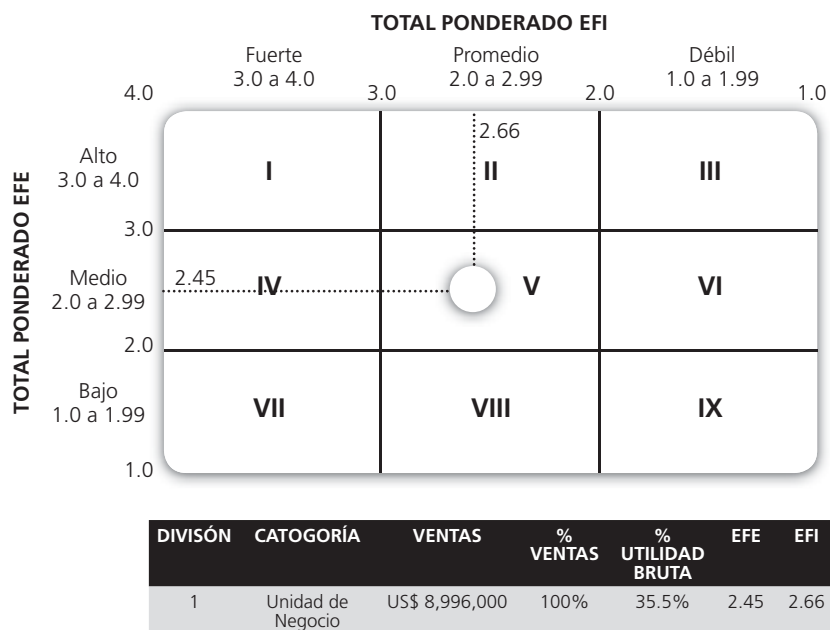 TOTAL PONDERADO EFI
Fuerte
3.0 a 4.0
Promedio
2.0 a 2.99
Débil
1.0 a 1.99
4.0
3.0
2.0
1.0
TOTAL PONDERADO EFE
Alto
3.0 a 4.0
I
2.66
II
III
3.0
Medio
2.0 a 2.99
2.45
IV
V
VI
2.0
Bajo
1.0 a 1.99
VII
VIII
IX
1.0
DIVISÓN CATOGORÍA VENTAS % VENTAS % UTILIDAD BRUTA EFE EFI
1 Unidad de Negocio US$ 8,996,000 100% 35.5% 2.45 2.66